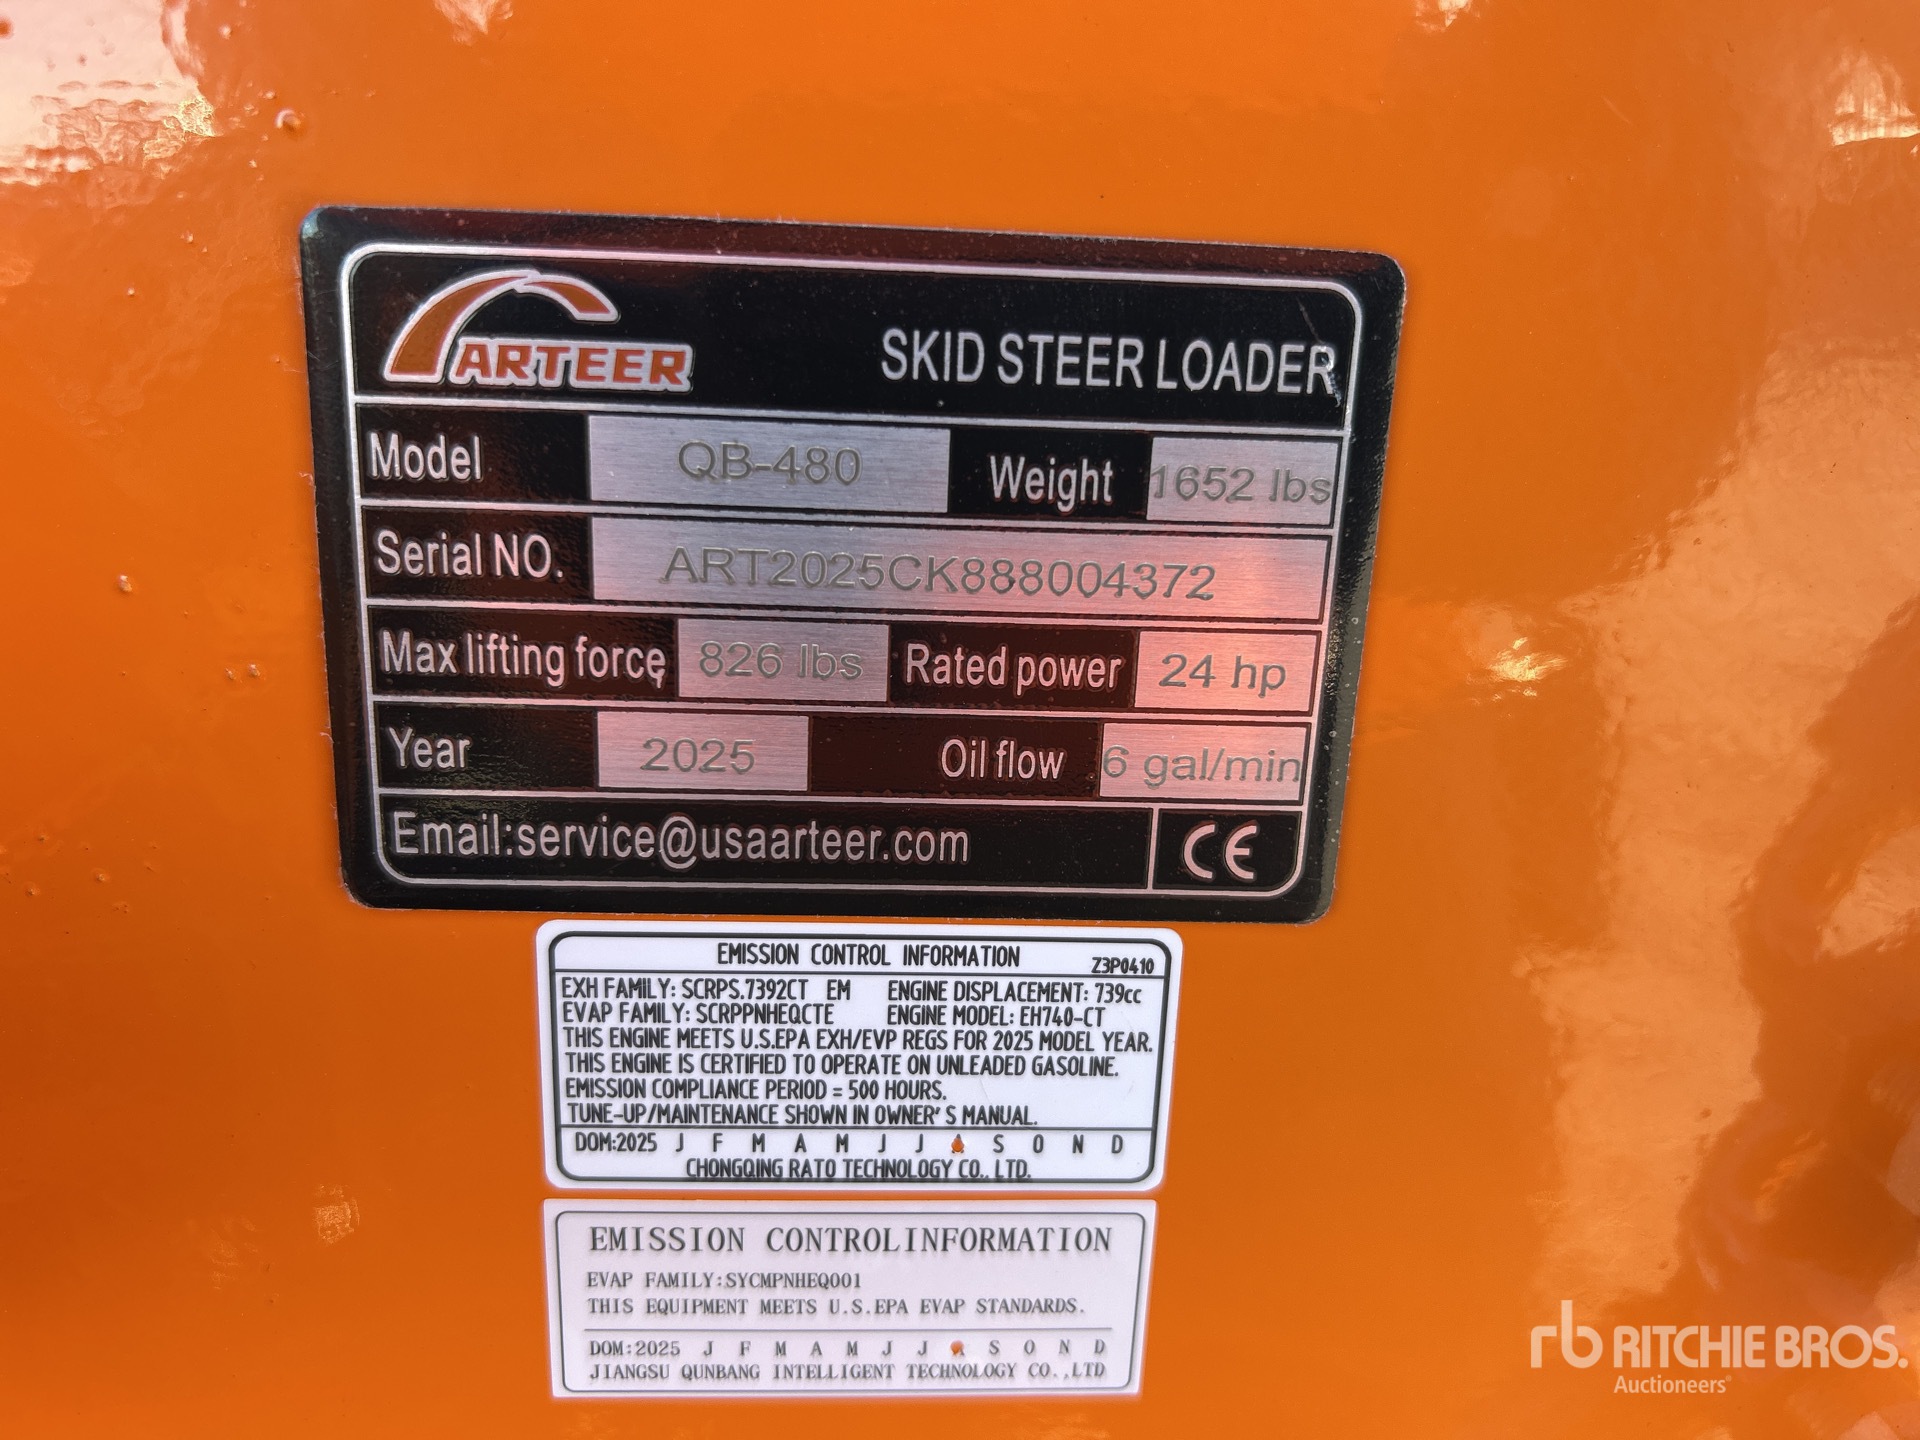 ARTEER
SKID STEER LOADER
Model QB-480 Weight 1652 lbs
Serial NO. ART2025CK888004372
Max lifting force 826 lbs Rated power 24 hp
Year 2025 Oil flow 6 gal/min
Email:service@usaarteer.com CE
EMISSION CONTROL INFORMATION Z3P0410
EXH FAMILY: SCRPS.7392CT EM ENGINE DISPLACEMENT: 739cc
EVAP FAMILY: SCRPPNHEQCTE ENGINE MODEL: EH740-CT
THIS ENGINE MEETS U.S.EPA EXH/EVP REGS FOR 2025 MODEL YEAR.
THIS ENGINE IS CERTIFIED TO OPERATE ON UNLEADED GASOLINE.
EMISSION COMPLIANCE PERIOD = 500 HOURS.
TUNE-UP/MAINTENANCE SHOWN IN OWNER' S MANUAL.
DOM:2025 J F M A M J J A S O N D
CHONGQING RATO TECHNOLOGY CO., LTD.
EMISSION CONTROLINFORMATION
EVAP FAMILY:SYCMPNHEQ001
THIS EQUIPMENT MEETS U.S.EPA EVAP STANDARDS.
DOM:2025 J F M A M J J A S O N D
JIANGSU QUNBANG INTELLIGENT TECHNOLOGY CO.,LTD
rb RITCHIE BROS.
Auctioneers